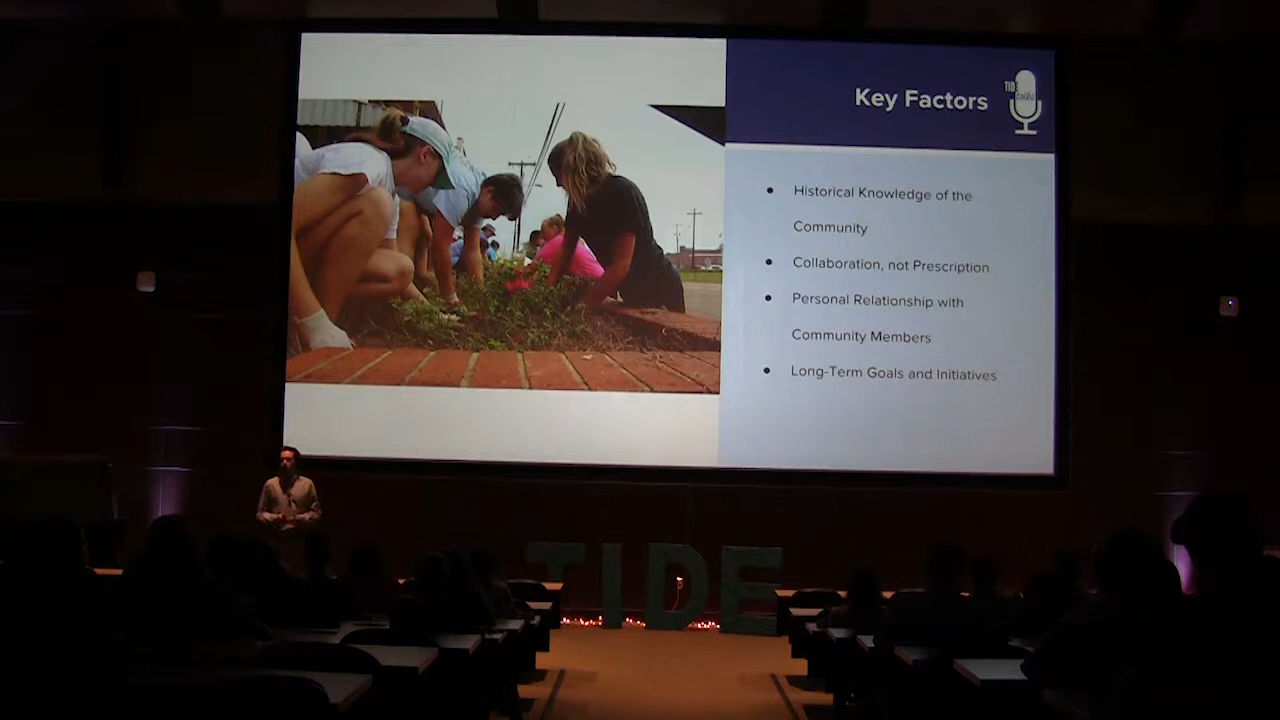 Key Factors
TIDE
talks
• Historical Knowledge of the
Community
• Collaboration, not Prescription
• Personal Relationship with
Community Members
• Long-Term Goals and Initiatives
TIDE